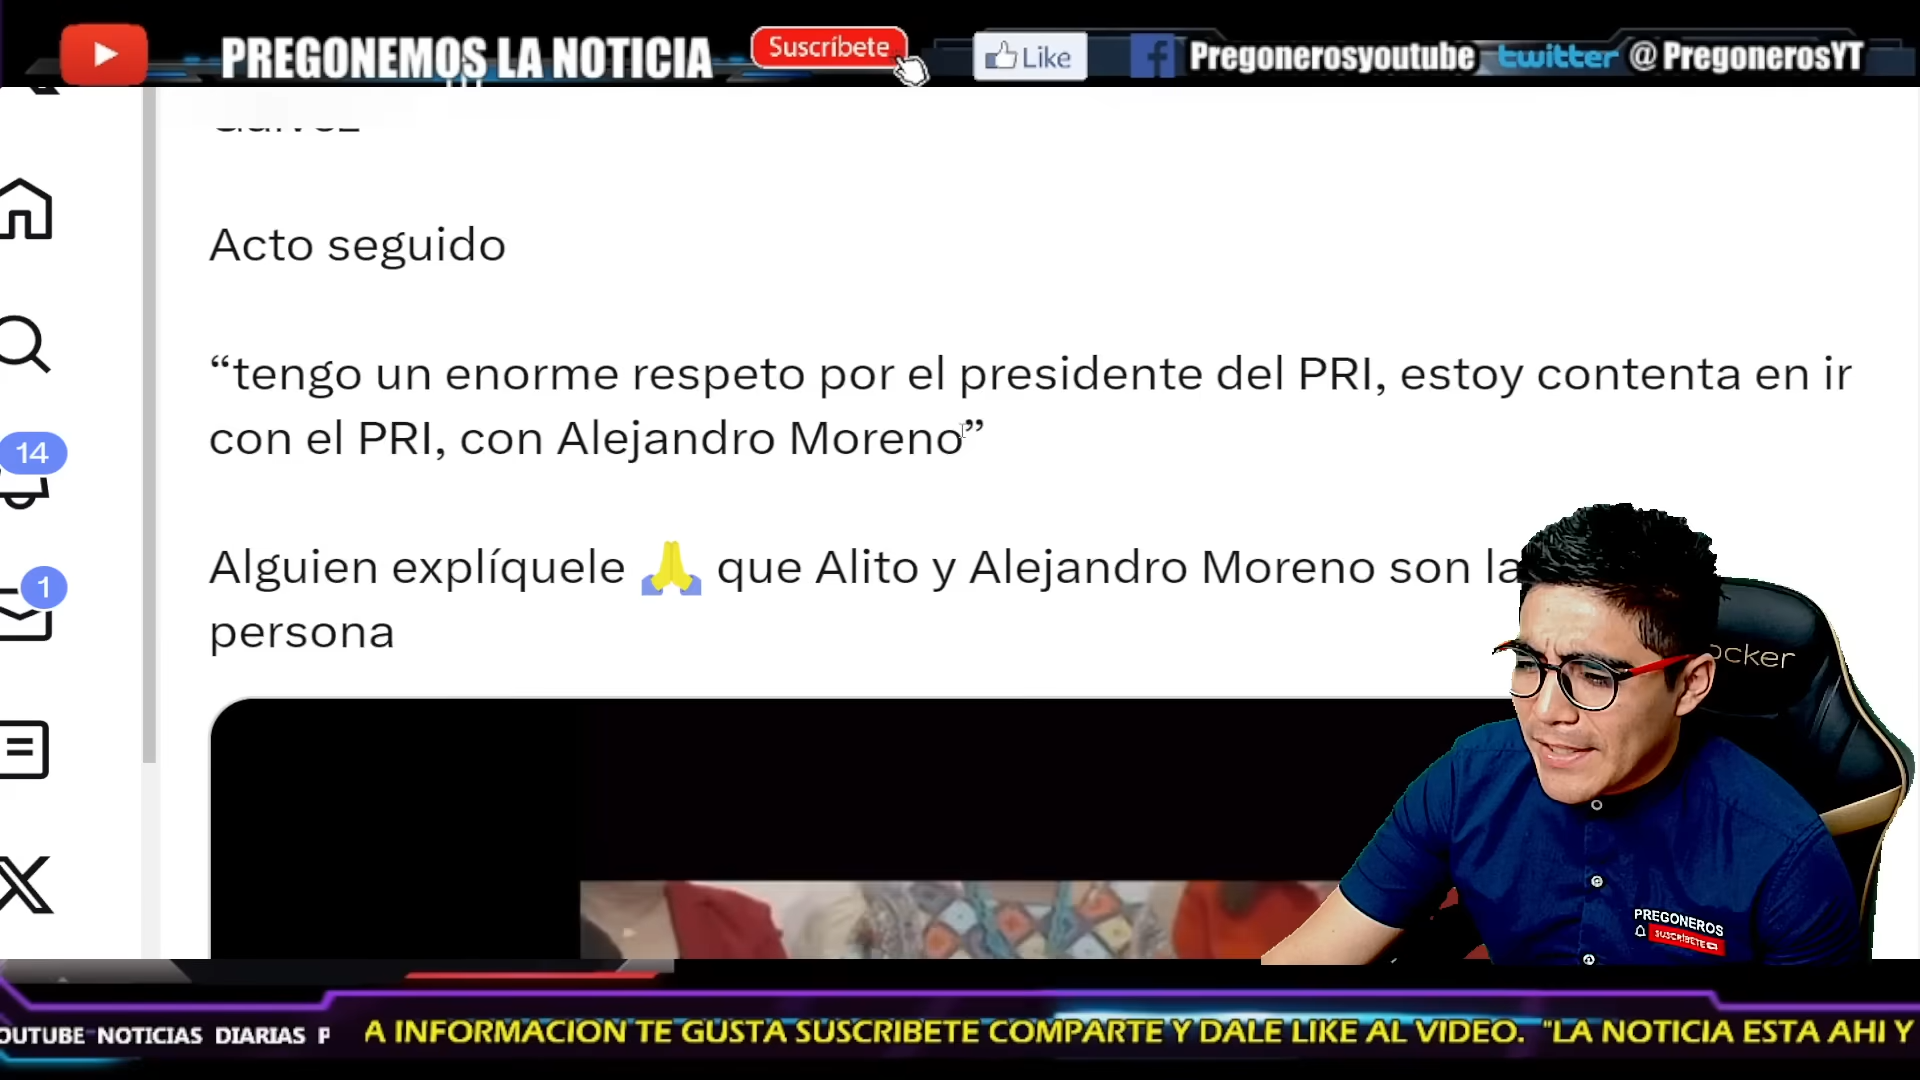 PREGONEMOS LA NOTICIA
Suscríbete
Like
Pregonerosyoutube
twitter @PregonerosYT
Acto seguido
“tengo un enorme respeto por el presidente del PRI, estoy contenta en ir
con el PRI, con Alejandro Moreno”
14
Alguien explíquele 🙏 que Alito y Alejandro Moreno son la
1
persona
ocker
PREGONEROS
SUSCRÍBETE
OUTUBE NOTICIAS DIARIAS P
A INFORMACION TE GUSTA SUSCRIBETE COMPARTE Y DALE LIKE AL VIDEO. "LA NOTICIA ESTA AHI Y